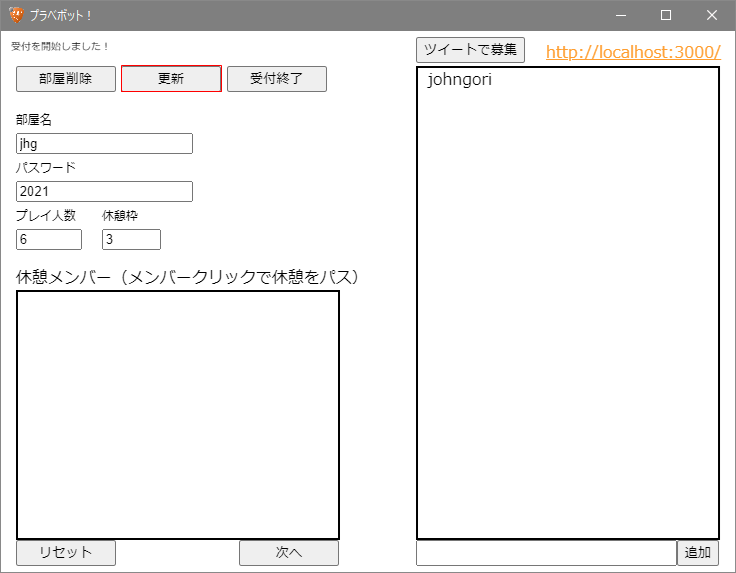 プラベボット！
受付を開始しました！
部屋削除 更新 受付終了
部屋名
jhg
パスワード
2021
プレイ人数 休憩枠
6 3
休憩メンバー（メンバークリックで休憩をパス）
リセット 次へ
ツイートで募集 http://localhost:3000/
johngori
追加